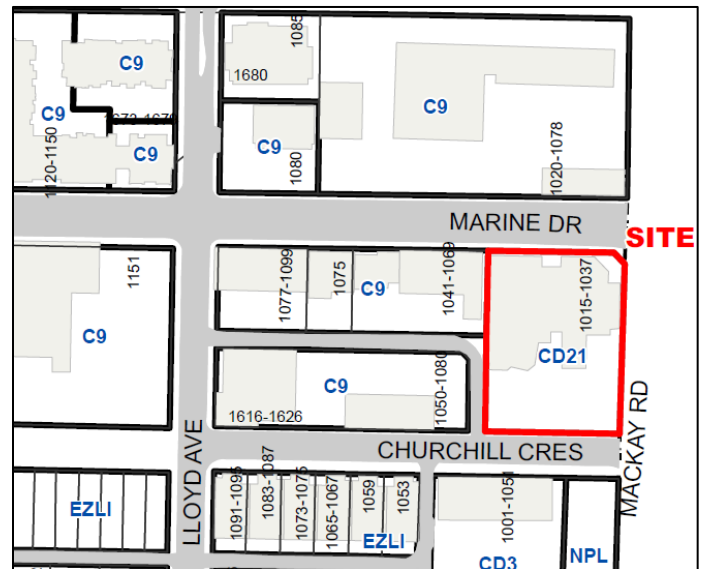 C9
1085
1680
C9
C9
1672-1678
C9
C9
1120-1150
1080
1020-1078
MARINE DR
SITE
1151
1077-1099
1075
C9
1041-1069
1015-1037
C9
CD21
C9
1050-1080
1616-1626
MACKAY RD
LLOYD AVE
CHURCHILL CRES
1091-1095
1083-1087
1073-1075
1065-1067
1059
1053
1001-1051
EZLI
EZLI
CD3
NPL